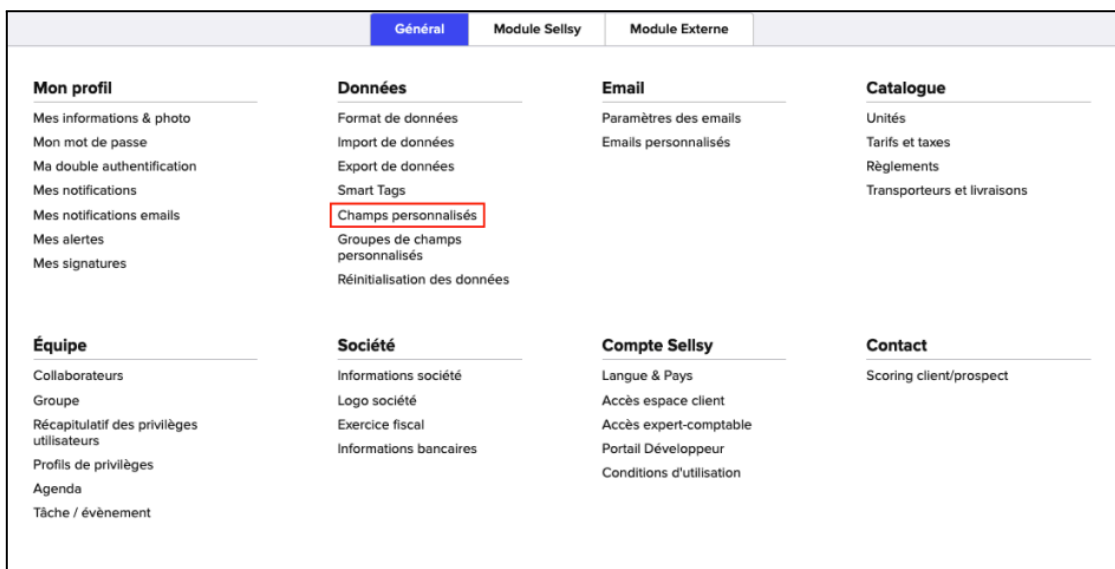 Général
Module Sellsy
Module Externe
Mon profil
Mes informations & photo
Mon mot de passe
Ma double authentification
Mes notifications
Mes notifications emails
Mes alertes
Mes signatures
Données
Format de données
Import de données
Export de données
Smart Tags
Champs personnalisés
Groupes de champs
personnalisés
Réinitialisation des données
Email
Paramètres des emails
Emails personnalisés
Catalogue
Unités
Tarifs et taxes
Règlements
Transporteurs et livraisons
Équipe
Collaborateurs
Groupe
Récapitulatif des privilèges
utilisateurs
Profils de privilèges
Agenda
Tâche / évènement
Société
Informations société
Logo société
Exercice fiscal
Informations bancaires
Compte Sellsy
Langue & Pays
Accès espace client
Accès expert-comptable
Portail Développeur
Conditions d'utilisation
Contact
Scoring client/prospect